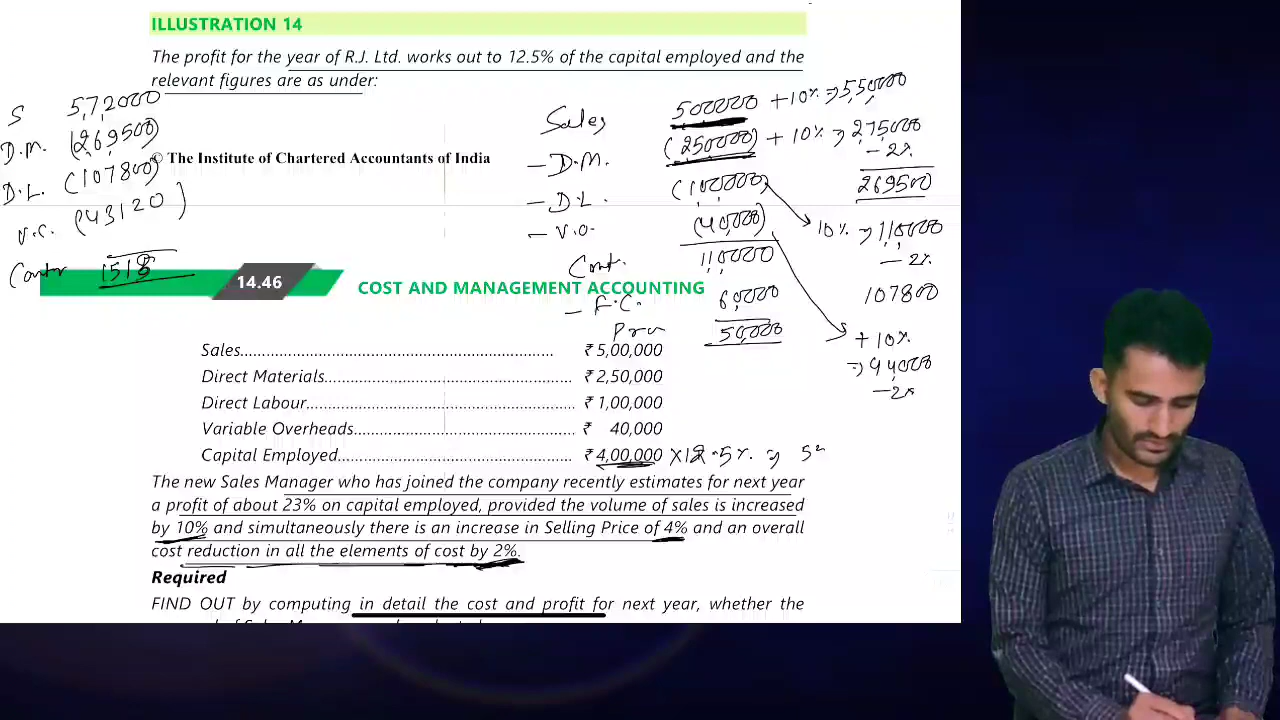 ILLUSTRATION 14
The profit for the year of R.J. Ltd. works out to 12.5% of the capital employed and the
relevant figures are as under:
S 5,72000
D.M. (269500)
D.L. (107800)
V.C. (43120)
Contr 1515
© The Institute of Chartered Accountants of India
Sales 500000 +10% ⇒ 5,50000
- D.M. (250000) + 10% ⇒ 275000
- 2%
269500
- D.L. (100000) 10% ⇒ 110000
- 2%
107800
- V.O. (40,000) + 10%
⇒ 44000
- 2%
Cont. 110000
- F.C. 60000
50,000
14.46 COST AND MANAGEMENT ACCOUNTING
Sales ₹ 5,00,000
Direct Materials ₹ 2,50,000
Direct Labour ₹ 1,00,000
Variable Overheads ₹ 40,000
Capital Employed ₹ 4,00,000 ×12.5% ⇒
The new Sales Manager who has joined the company recently estimates for next year
a profit of about 23% on capital employed, provided the volume of sales is increased
by 10% and simultaneously there is an increase in Selling Price of 4% and an overall
cost reduction in all the elements of cost by 2%.
Required
FIND OUT by computing in detail the cost and profit for next year, whether the